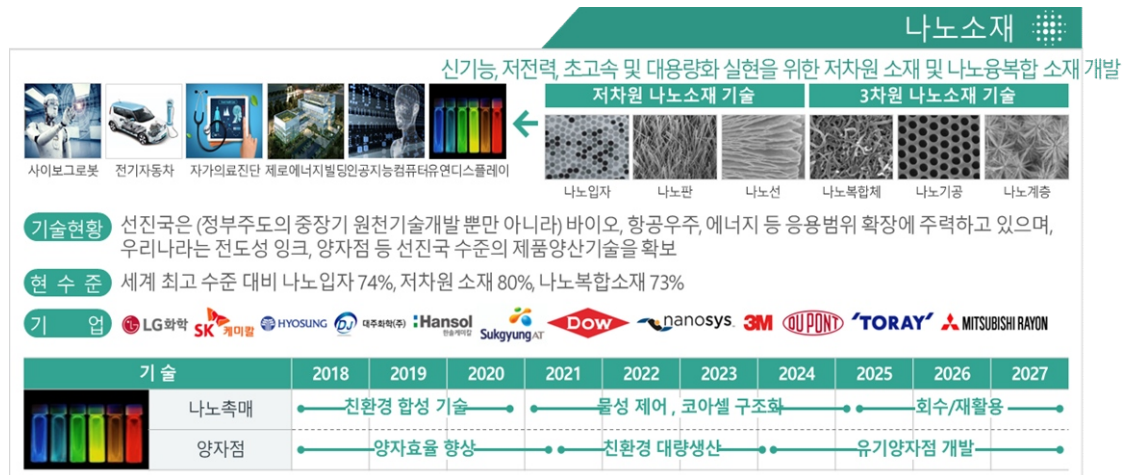 나노소재
신기능, 저전력, 초고속 및 대용량화 실현을 위한 저차원 소재 및 나노융복합 소재 개발
저차원 나노소재 기술 3차원 나노소재 기술
사이보그로봇 전기자동차 자가의료진단 제로에너지빌딩 인공지능컴퓨터 유연디스플레이
나노입자 나노판 나노선 나노복합체 나노기공 나노계층
기술현황 선진국은 (정부주도의 중장기 원천기술개발 뿐만 아니라) 바이오, 항공우주, 에너지 등 응용범위 확장에 주력하고 있으며,
우리나라는 전도성 잉크, 양자점 등 선진국 수준의 제품양산기술을 확보
현 수 준 세계 최고 수준 대비 나노입자 74%, 저차원 소재 80%, 나노복합소재 73%
기 업 LG화학 SK케미칼 HYOSUNG DJ 대주화학(주) Hansol 한솔케미칼 SukgyungAT DOW nanosys 3M DUPONT 'TORAY' MITSUBISHI RAYON
기 술 2018 2019 2020 2021 2022 2023 2024 2025 2026 2027
나노촉매 친환경 합성 기술 물성 제어 , 코아셀 구조화 회수/재활용
양자점 양자효율 향상 친환경 대량생산 유기양자점 개발